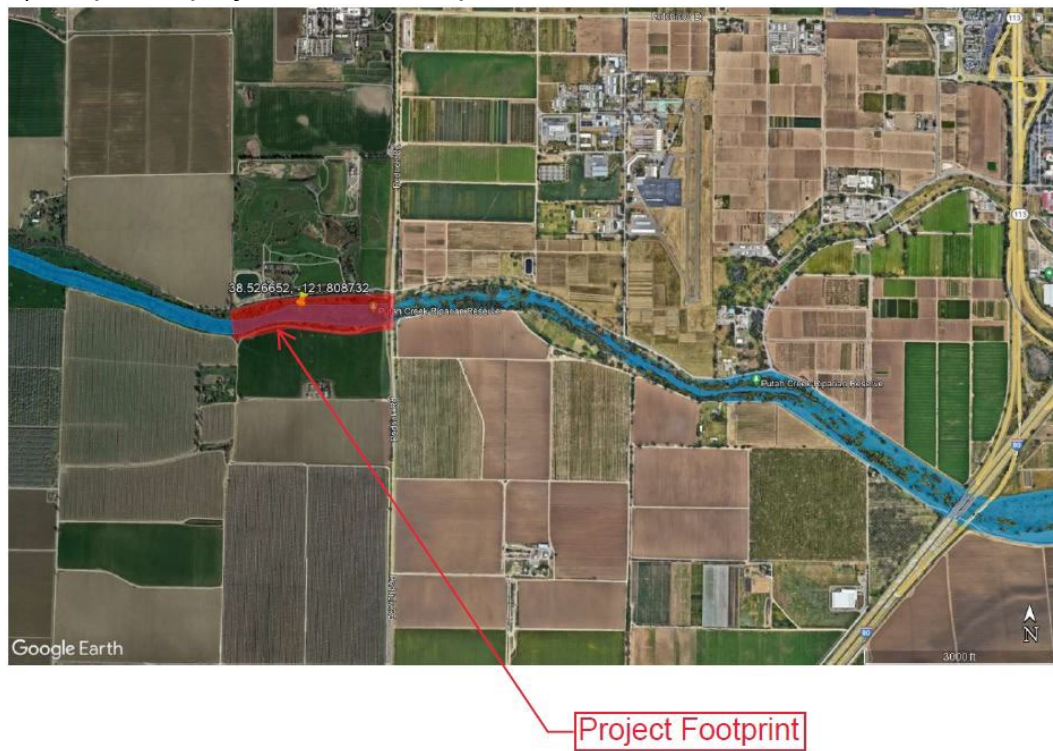 113
38.526652, -121.808732
Putah Creek Riparian Reserve
113
Putah Creek Riparian Reserve
80
80
Google Earth
N
3000 ft
Project Footprint